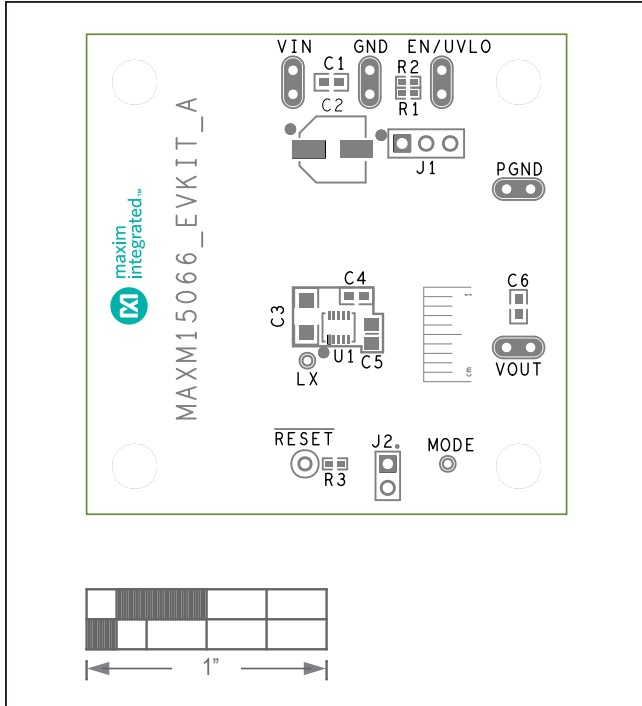 VIN GND EN/UVLO
C1 R2
C2 R1
J1
PGND
MAXM15066_EVKIT_A
maxim
integrated™
C4
C3
U1
C5
LX
1
cm
C6
VOUT
RESET
R3
J2
MODE
1"